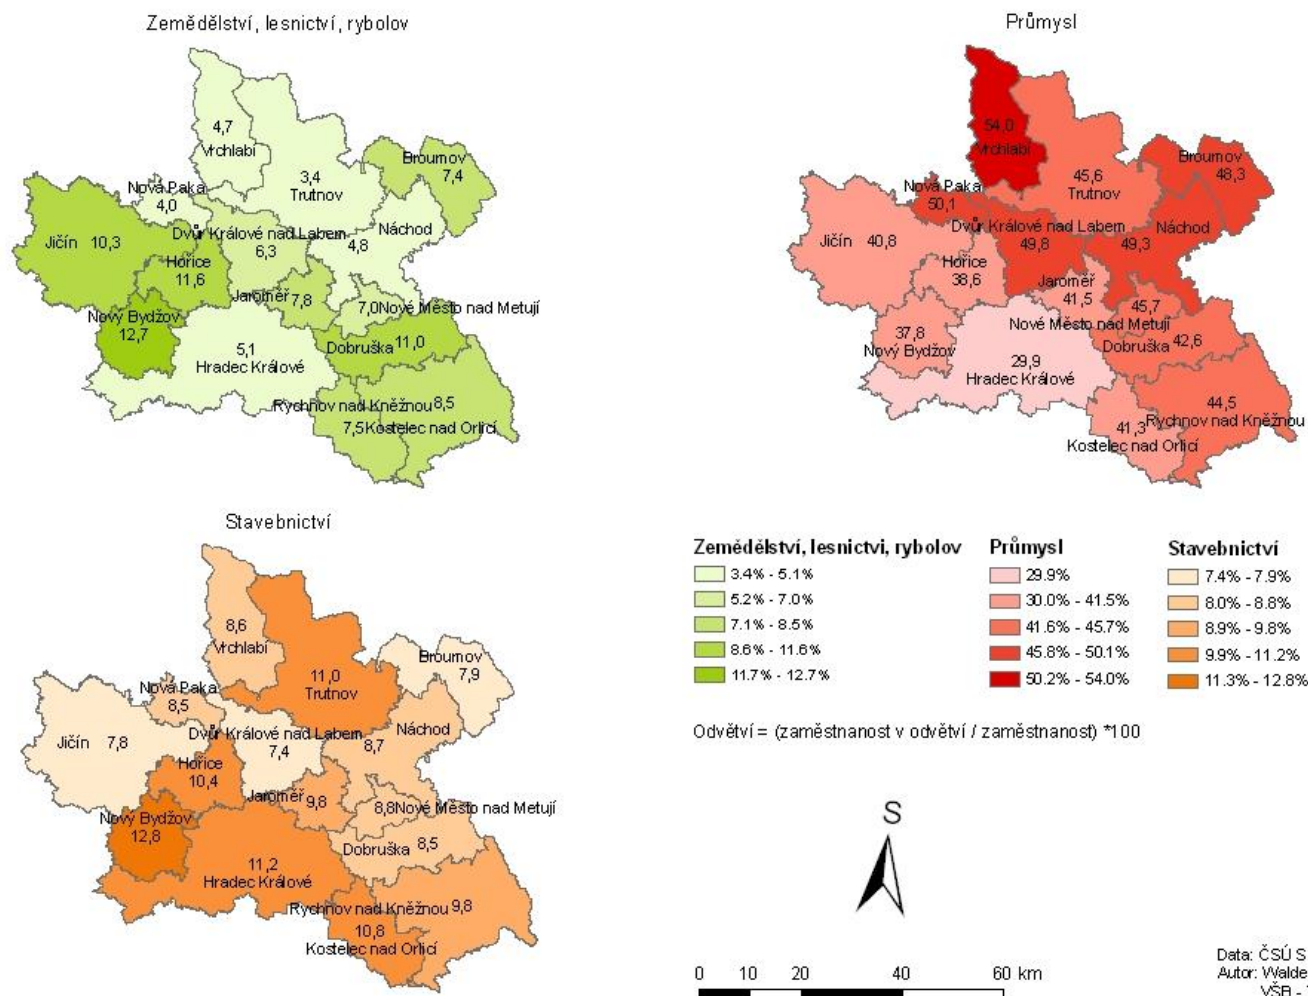 Zemědělství, lesnictví, rybolov
4,7
Vrchlabí
3,4
Trutnov
Broumov
7,4
Nová Paka
4,0
Náchod
4,8
Dvůr Králové nad Labem
6,3
Jičín 10,3
Hořice
11,6
Jaroměř
7,8
7,0
Nové Město nad Metují
Nový Bydžov
12,7
5,1
Hradec Králové
Dobruška
11,0
Rychnov nad Kněžnou
8,5
7,5
Kostelec nad Orlicí
Průmysl
54,0
Vrchlabí
45,6
Trutnov
Broumov
48,3
Nová Paka
50,1
Náchod
49,3
Dvůr Králové nad Labem
49,8
Jičín 40,8
Hořice
38,6
Jaroměř
41,5
45,7
Nové Město nad Metují
37,8
Nový Bydžov
29,9
Hradec Králové
Dobruška
42,6
44,5
Rychnov nad Kněžnou
41,3
Kostelec nad Orlicí
Stavebnictví
8,6
Vrchlabí
11,0
Trutnov
Broumov
7,9
Nová Paka
8,5
Náchod
8,7
Dvůr Králové nad Labem
7,4
Jičín 7,8
Hořice
10,4
Jaroměř
9,8
8,8
Nové Město nad Metují
Nový Bydžov
12,8
11,2
Hradec Králové
Dobruška
8,5
Rychnov nad Kněžnou
9,8
10,8
Kostelec nad Orlicí
Zemědělství, lesnictvi, rybolov
3.4% - 5.1%
5.2% - 7.0%
7.1% - 8.5%
8.6% - 11.6%
11.7% - 12.7%
Průmysl
29.9%
30.0% - 41.5%
41.6% - 45.7%
45.8% - 50.1%
50.2% - 54.0%
Stavebnictví
7.4% - 7.9%
8.0% - 8.8%
8.9% - 9.8%
9.9% - 11.2%
11.3% - 12.8%
Odvětví = (zaměstnanost v odvětví / zaměstnanost) *100
S
0 10 20 40 60 km
Data: ČSÚ S
Autor: Walde
VŠB -